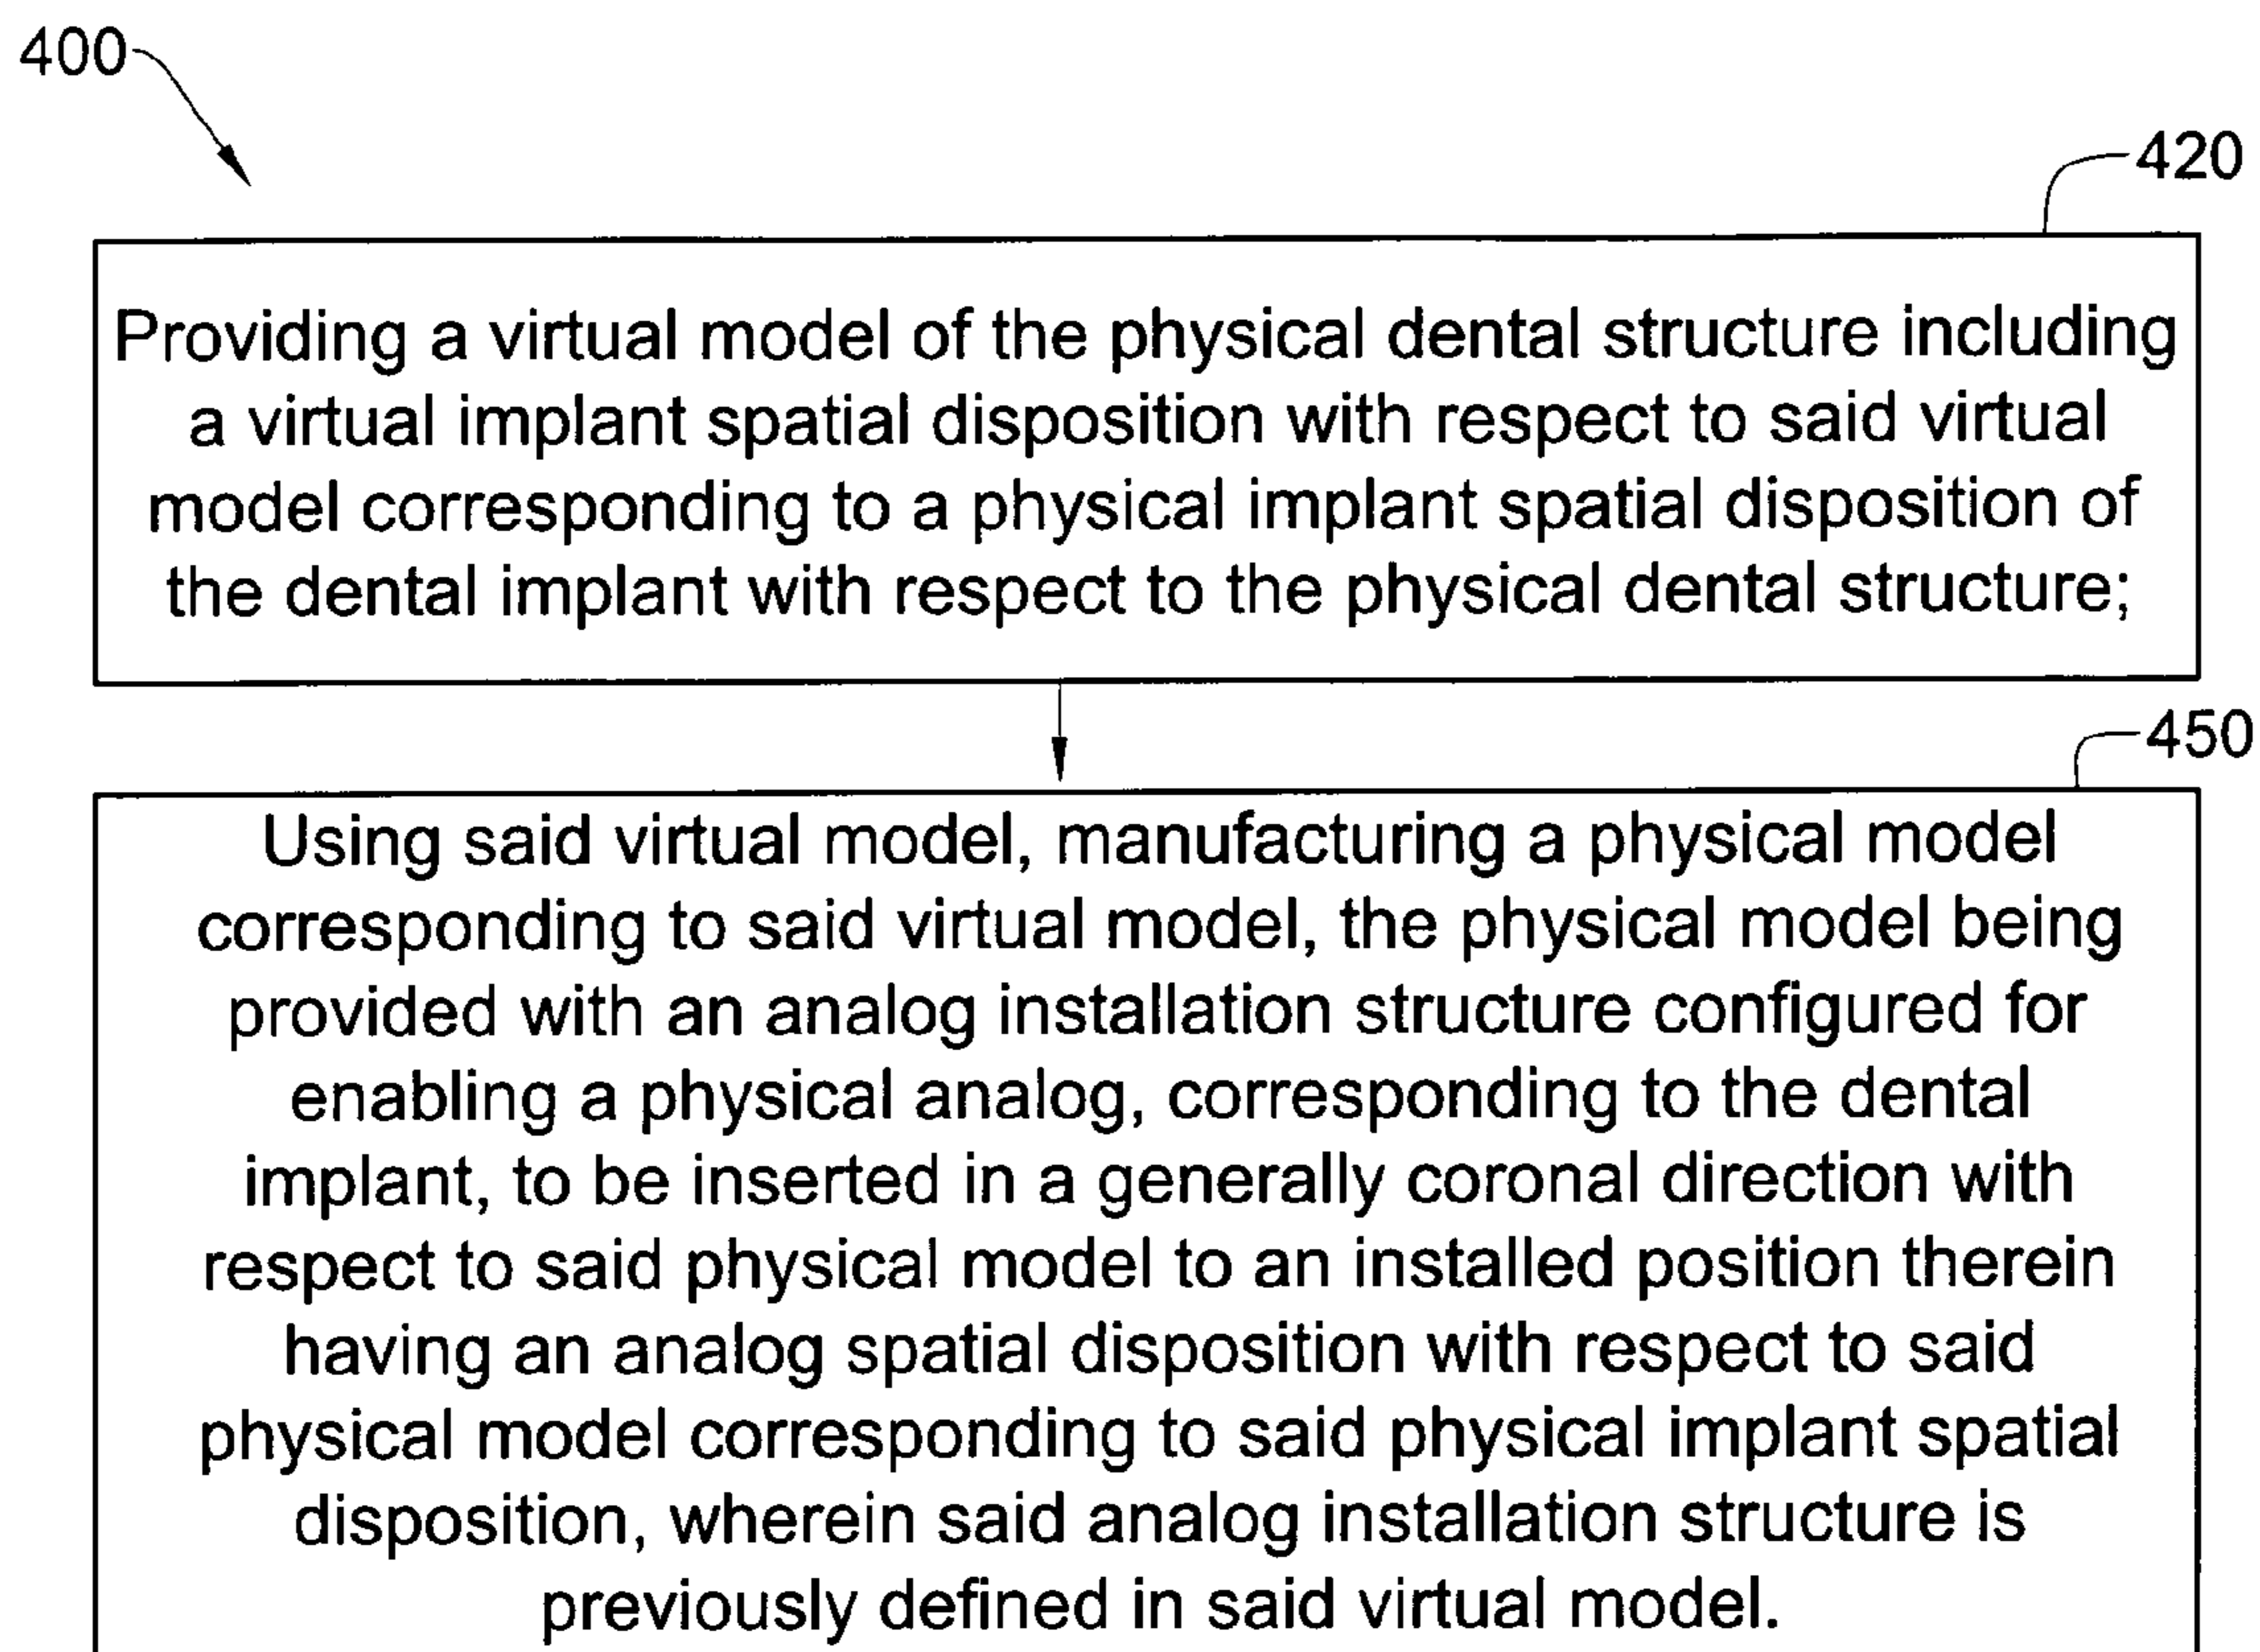 400
420
Providing a virtual model of the physical dental structure including
a virtual implant spatial disposition with respect to said virtual
model corresponding to a physical implant spatial disposition of
the dental implant with respect to the physical dental structure;
450
Using said virtual model, manufacturing a physical model
corresponding to said virtual model, the physical model being
provided with an analog installation structure configured for
enabling a physical analog, corresponding to the dental
implant, to be inserted in a generally coronal direction with
respect to said physical model to an installed position therein
having an analog spatial disposition with respect to said
physical model corresponding to said physical implant spatial
disposition, wherein said analog installation structure is
previously defined in said virtual model.